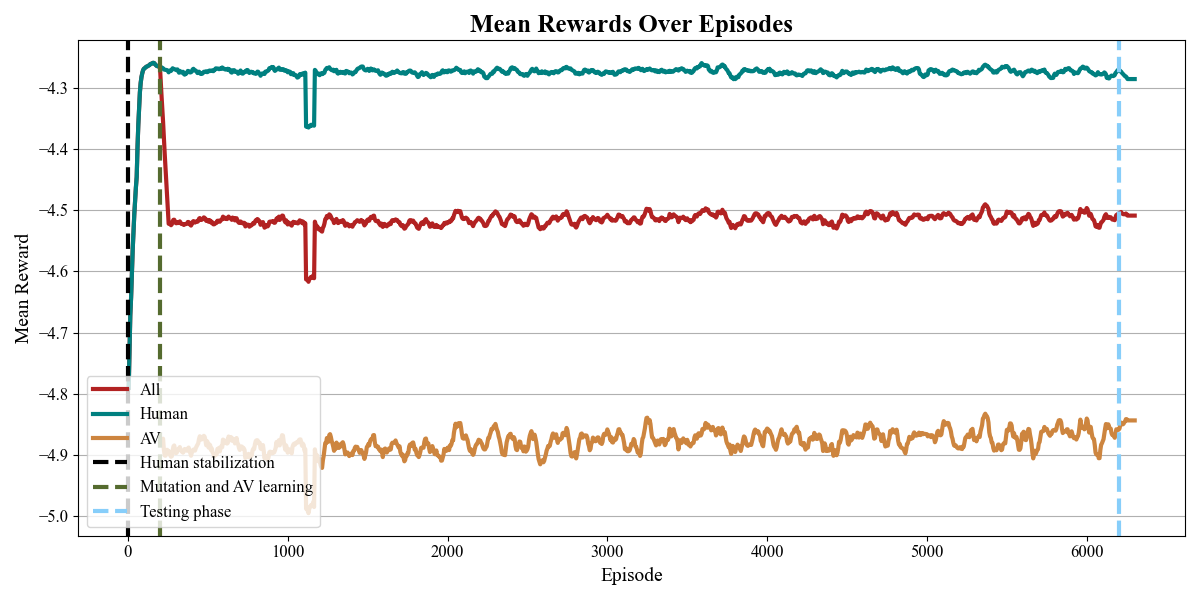 Mean Rewards Over Episodes
Mean Reward
−4.3
−4.4
−4.5
−4.6
−4.7
−4.8
−4.9
−5.0
All
Human
AV
Human stabilization
Mutation and AV learning
Testing phase
0 1000 2000 3000 4000 5000 6000
Episode